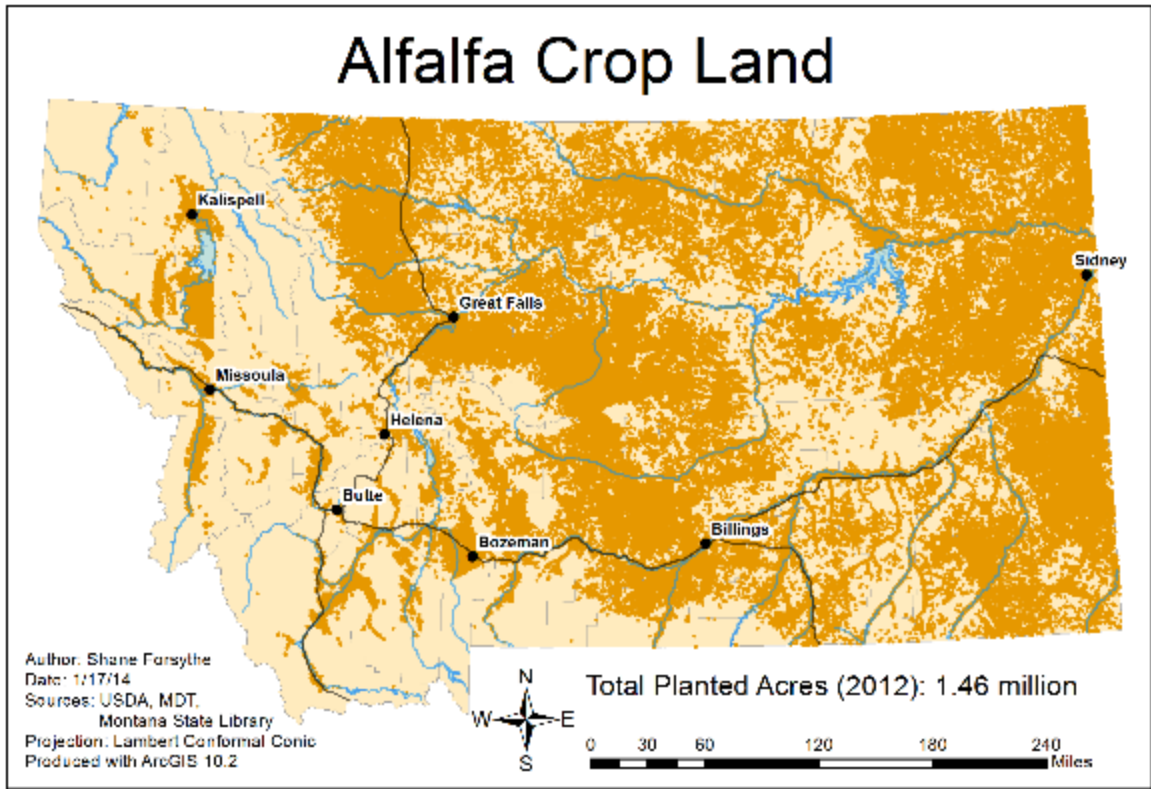 Alfalfa Crop Land
Kalispell
Sidney
Great Falls
Missoula
Helena
Butte
Billings
Bozeman
Author: Shane Forsythe
Date: 1/17/14
Sources: USDA, MDT,
Montana State Library
Projection: Lambert Conformal Conic
Produced with ArcGIS 10.2
N
W E
S
Total Planted Acres (2012): 1.46 million
0 30 60 120 180 240
Miles